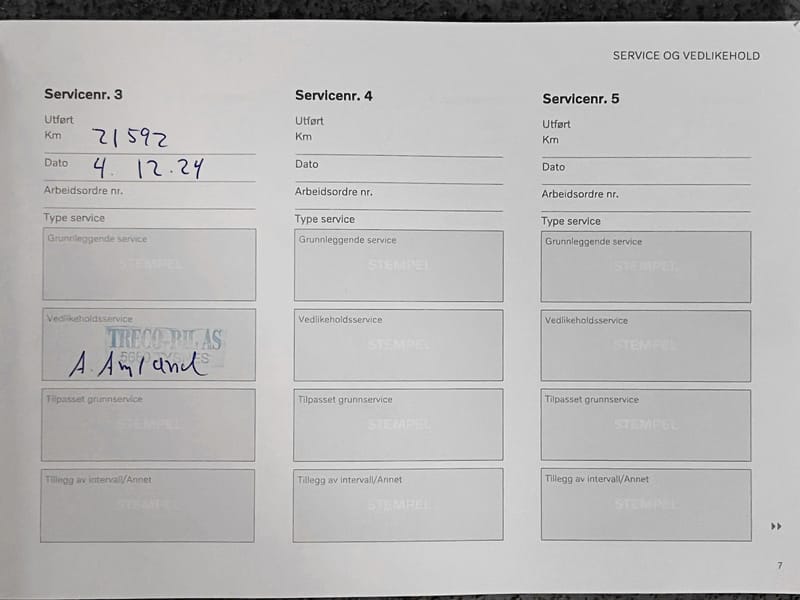 SERVICE OG VEDLIKEHOLD
Servicenr. 3
Utført
Km 21592
Dato 4. 12.24
Arbeidsordre nr.
Type service
Grunnleggende service
STEMPEL
Vedlikeholdsservice
TRECO-BIL AS
A. Amland
Tilpasset grunnservice
STEMPEL
Tillegg av intervall/Annet
STEMPEL
Servicenr. 4
Utført
Km
Dato
Arbeidsordre nr.
Type service
Grunnleggende service
STEMPEL
Vedlikeholdsservice
STEMPEL
Tilpasset grunnservice
STEMPEL
Tillegg av intervall/Annet
STEMPEL
Servicenr. 5
Utført
Km
Dato
Arbeidsordre nr.
Type service
Grunnleggende service
STEMPEL
Vedlikeholdsservice
STEMPEL
Tilpasset grunnservice
STEMPEL
Tillegg av intervall/Annet
STEMPEL
7